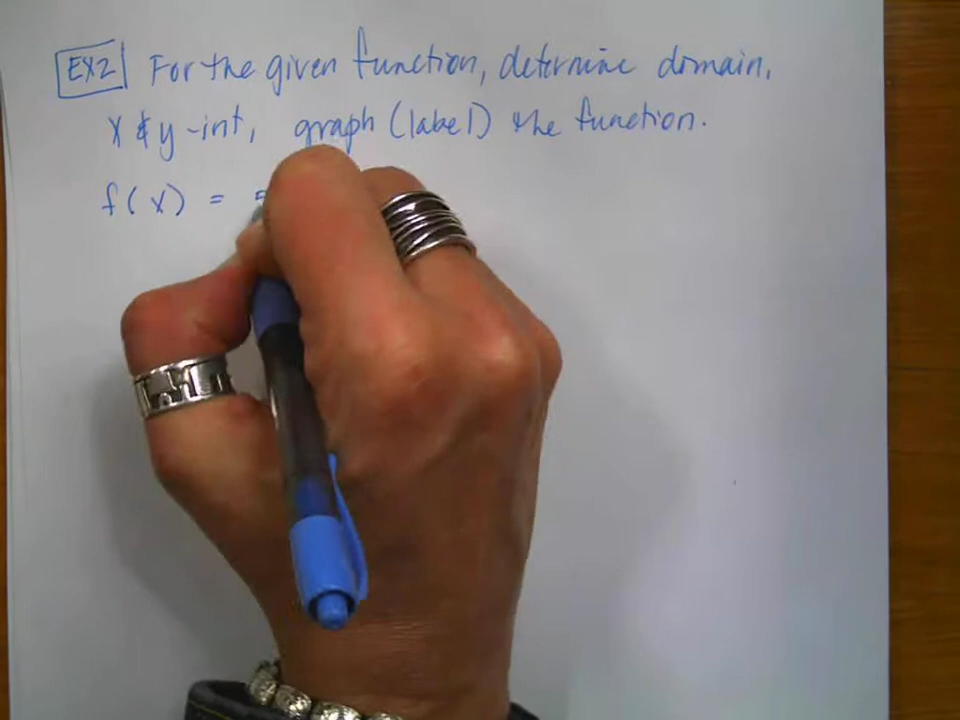 EX2 For the given function, determine domain,
x & y-int, graph (label) the function.
f(x) =